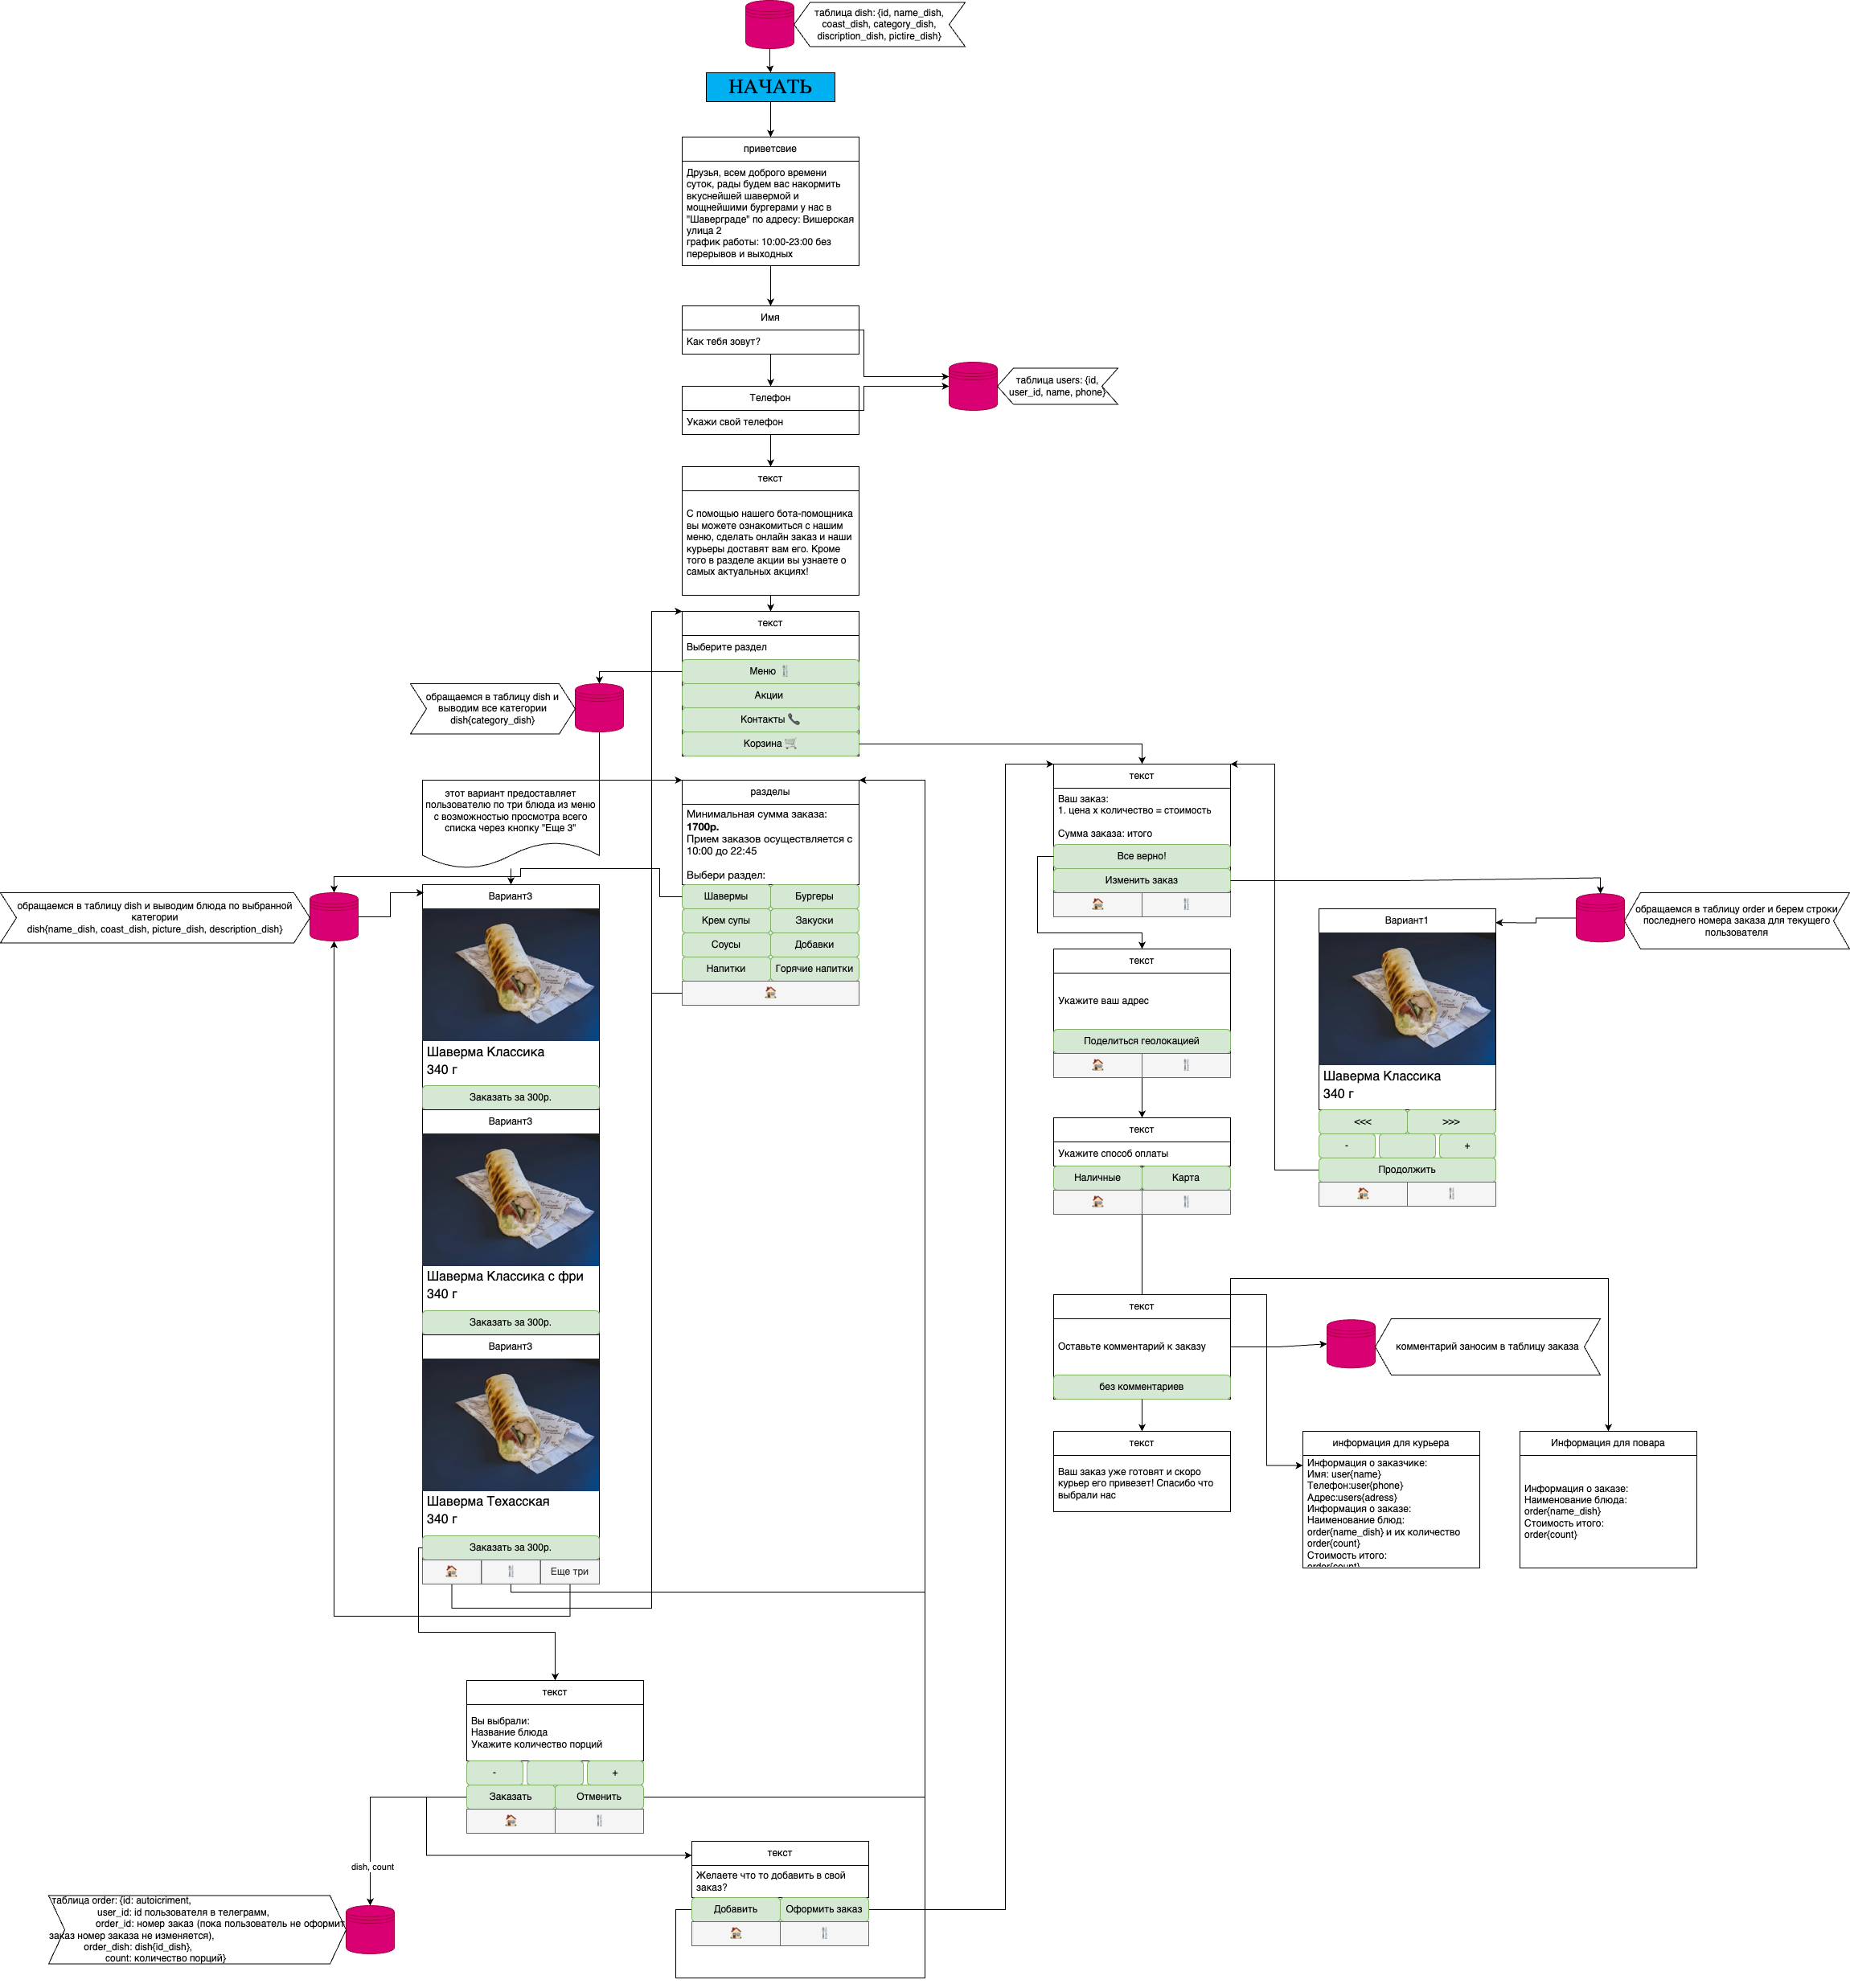 таблица dish: {id, name_dish,
coast_dish, category_dish,
discription_dish, pictire_dish}
НАЧАТЬ
приветсвие
Друзья, всем доброго времени
суток, рады будем вас накормить
вкуснейшей шавермой и
мощнейшими бургерами у нас в
"Шаверграде" по адресу: Вишерская
улица 2
график работы: 10:00-23:00 без
перерывов и выходных
Имя
Как тебя зовут?
таблица users: {id,
user_id, name, phone}
Телефон
Укажи свой телефон
текст
С помощью нашего бота-помощника
вы можете ознакомиться с нашим
меню, сделать онлайн заказ и наши
курьеры доставят вам его. Кроме
того в разделе акции вы узнаете о
самых актуальных акциях!
текст
Выберите раздел
Меню
Акции
Контакты
Корзина
обращаемся в таблицу dish и
выводим все категории
dish{category_dish}
этот вариант предоставляет
пользователю по три блюда из меню
с возможностью просмотра всего
списка через кнопку "Еще 3"
разделы
Минимальная сумма заказа:
1700р.
Прием заказов осуществляется с
10:00 до 22:45
Выбери раздел:
Шавермы Бургеры
Крем супы Закуски
Соусы Добавки
Напитки Горячие напитки
обращаемся в таблицу dish и выводим блюда по выбранной
категории
dish{name_dish, coast_dish, picture_dish, description_dish}
Вариант3
Шаверма Классика
340 г
Заказать за 300р.
Вариант3
Шаверма Классика с фри
340 г
Заказать за 300р.
Вариант3
Шаверма Техасская
340 г
Заказать за 300р.
Еще три
текст
Вы выбрали:
Название блюда
Укажите количество порций
- +
Заказать Отменить
dish, count
таблица order: {id: autoicriment,
user_id: id пользователя в телеграмм,
order_id: номер заказ (пока пользователь не оформит
заказ номер заказа не изменяется),
order_dish: dish{id_dish},
count: количество порций}
текст
Желаете что то добавить в свой
заказ?
Добавить Оформить заказ
текст
Ваш заказ:
1. цена x количество = стоимость
Сумма заказа: итого
Все верно!
Изменить заказ
обращаемся в таблицу order и берем строки
последнего номера заказа для текущего
пользователя
Вариант1
Шаверма Классика
340 г
<<< >>>
- +
Продолжить
текст
Укажите ваш адрес
Поделиться геолокацией
текст
Укажите способ оплаты
Наличные Карта
текст
Оставьте комментарий к заказу
без комментариев
комментарий заносим в таблицу заказа
текст
Ваш заказ уже готовят и скоро
курьер его привезет! Спасибо что
выбрали нас
информация для курьера
Информация о заказчике:
Имя: user{name}
Телефон:user{phone}
Адрес:users{adress}
Информация о заказе:
Наименование блюд:
order{name_dish} и их количество
order{count}
Стоимость итого:
order{count}
Информация для повара
Информация о заказе:
Наименование блюда:
order{name_dish}
Стоимость итого:
order{count}